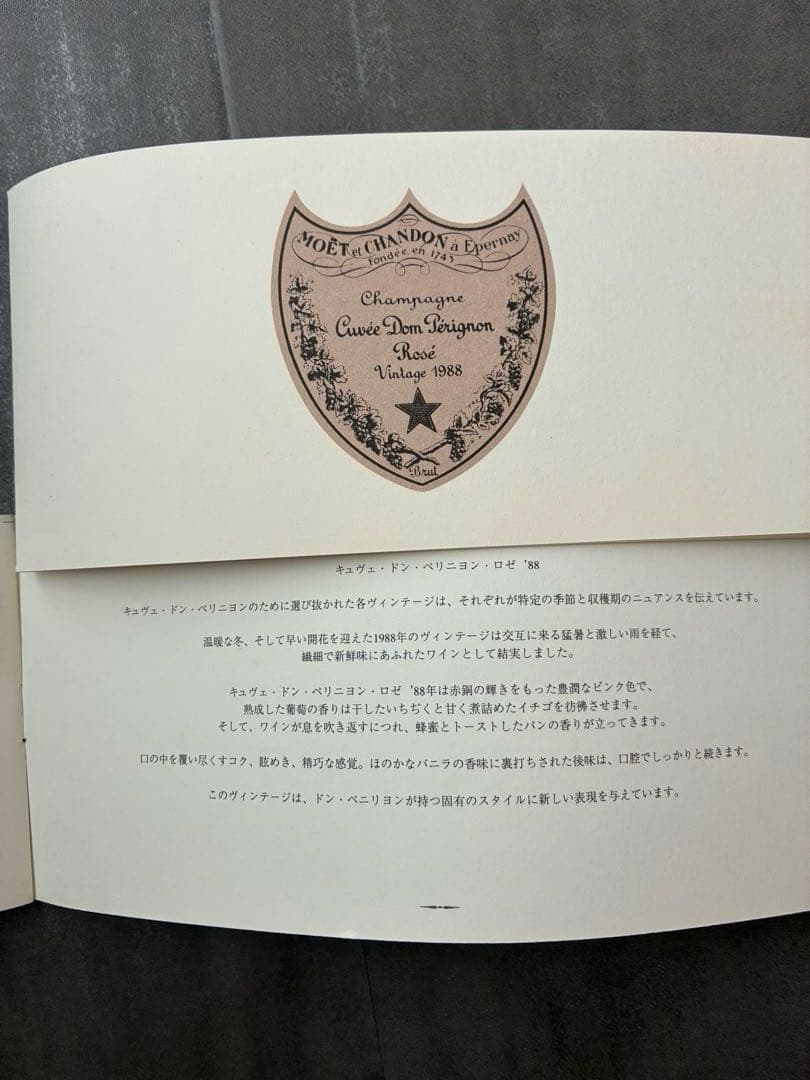 MOËT et CHANDON à Epernay
Fondée en 1743
Champagne
Cuvée Dom Pérignon
Rosé
Vintage 1988
Brut
キュヴェ・ドン・ペリニヨン・ロゼ '88
キュヴェ・ドン・ペリニヨンのために選び抜かれた各ヴィンテージは、それぞれが特定の季節と収穫期のニュアンスを伝えています。
温暖な冬、そして早い開花を迎えた1988年のヴィンテージは交互に来る猛暑と激しい雨を経て、
繊細で新鮮味にあふれたワインとして結実しました。
キュヴェ・ドン・ペリニヨン・ロゼ '88年は赤銅の輝きをもった豊潤なピンク色で、
熟成した葡萄の香りは干したいちぢくと甘く煮詰めたイチゴを彷彿させます。
そして、ワインが息を吹き返すにつれ、蜂蜜とトーストしたパンの香りが立ってきます。
口の中を覆い尽くすコク、眩めき、精巧な感覚。ほのかなバニラの香味に裏打ちされた後味は、口腔でしっかりと続きます。
このヴィンテージは、ドン・ペニリヨンが持つ固有のスタイルに新しい表現を与えています。